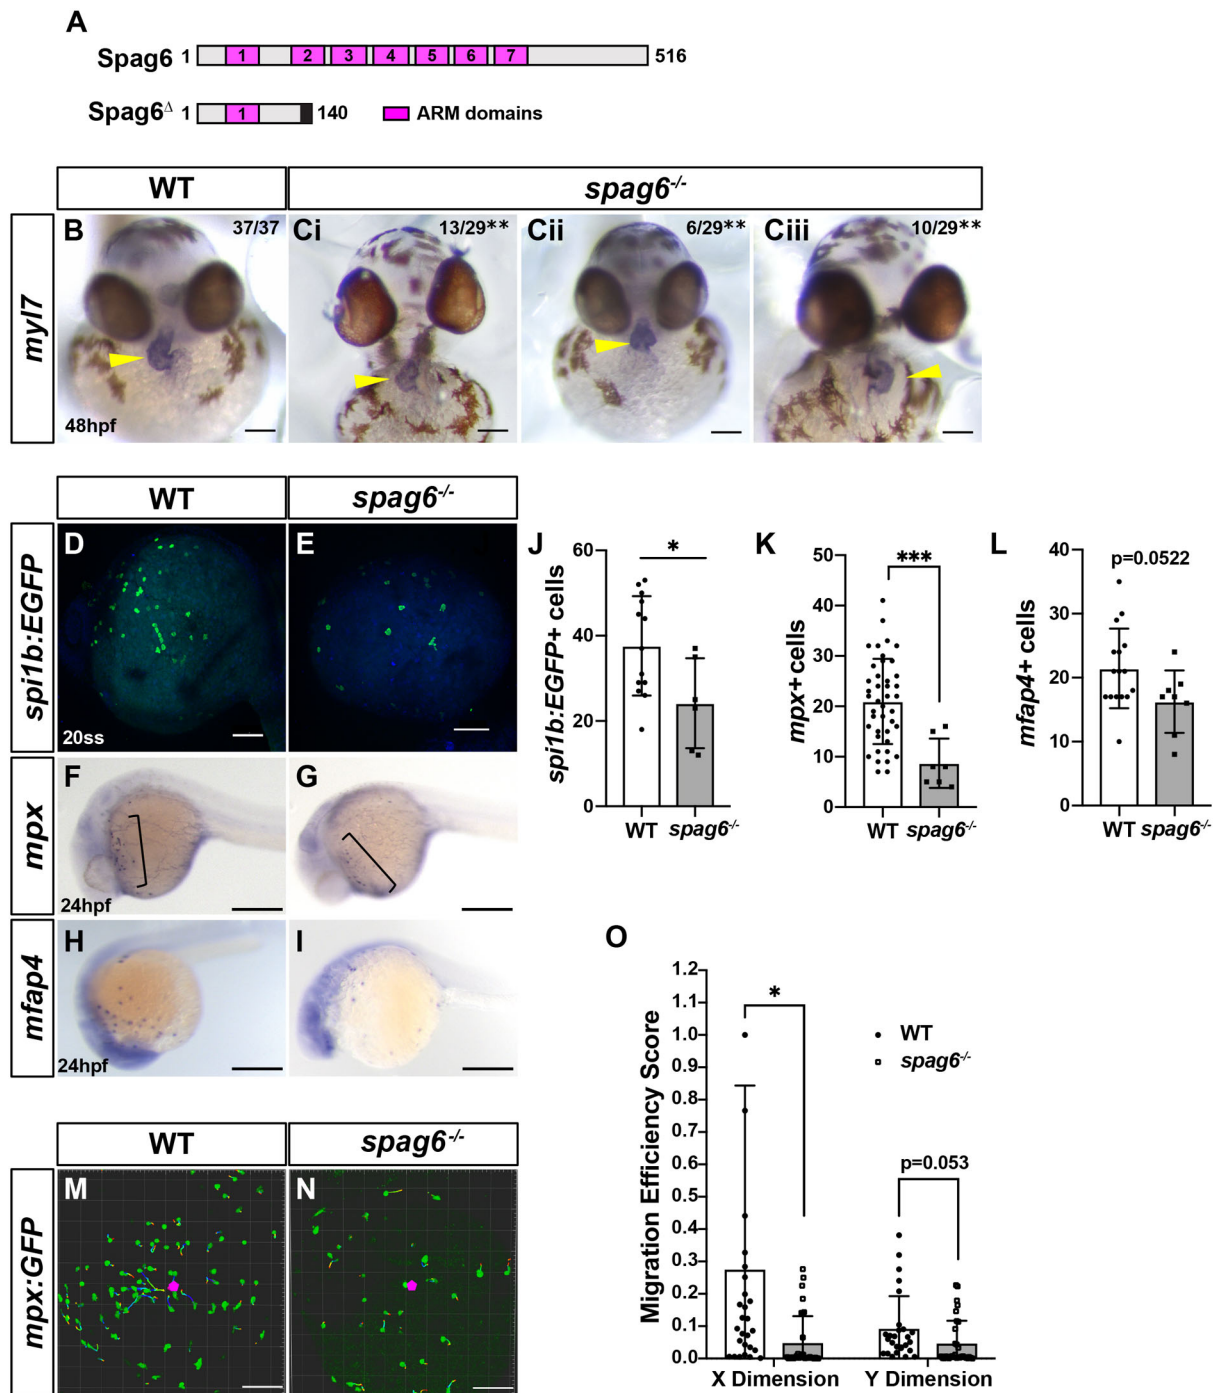 A
Spag6 1 1 2 3 4 5 6 7 516
Spag6Δ 1 1 140 ARM domains
WT spag6-/-
myl7
B 37/37 Ci 13/29** Cii 6/29** Ciii 10/29**
48hpf
WT spag6-/-
spi1b:EGFP
D E
20ss
mpx
F G
24hpf
mfap4
H I
24hpf
J
spi1b:EGFP+ cells
60
40
20
0
*
WT spag6-/-
K
mpx+ cells
50
40
30
20
10
0
***
WT spag6-/-
L
mfap4+ cells
40
30
20
10
0
p=0.0522
WT spag6-/-
WT spag6-/-
mpx:GFP
M N
O
Migration Efficiency Score
1.2
1.1
1.0
0.9
0.8
0.7
0.6
0.5
0.4
0.3
0.2
0.1
0.0
*
WT
spag6-/-
p=0.053
X Dimension Y Dimension